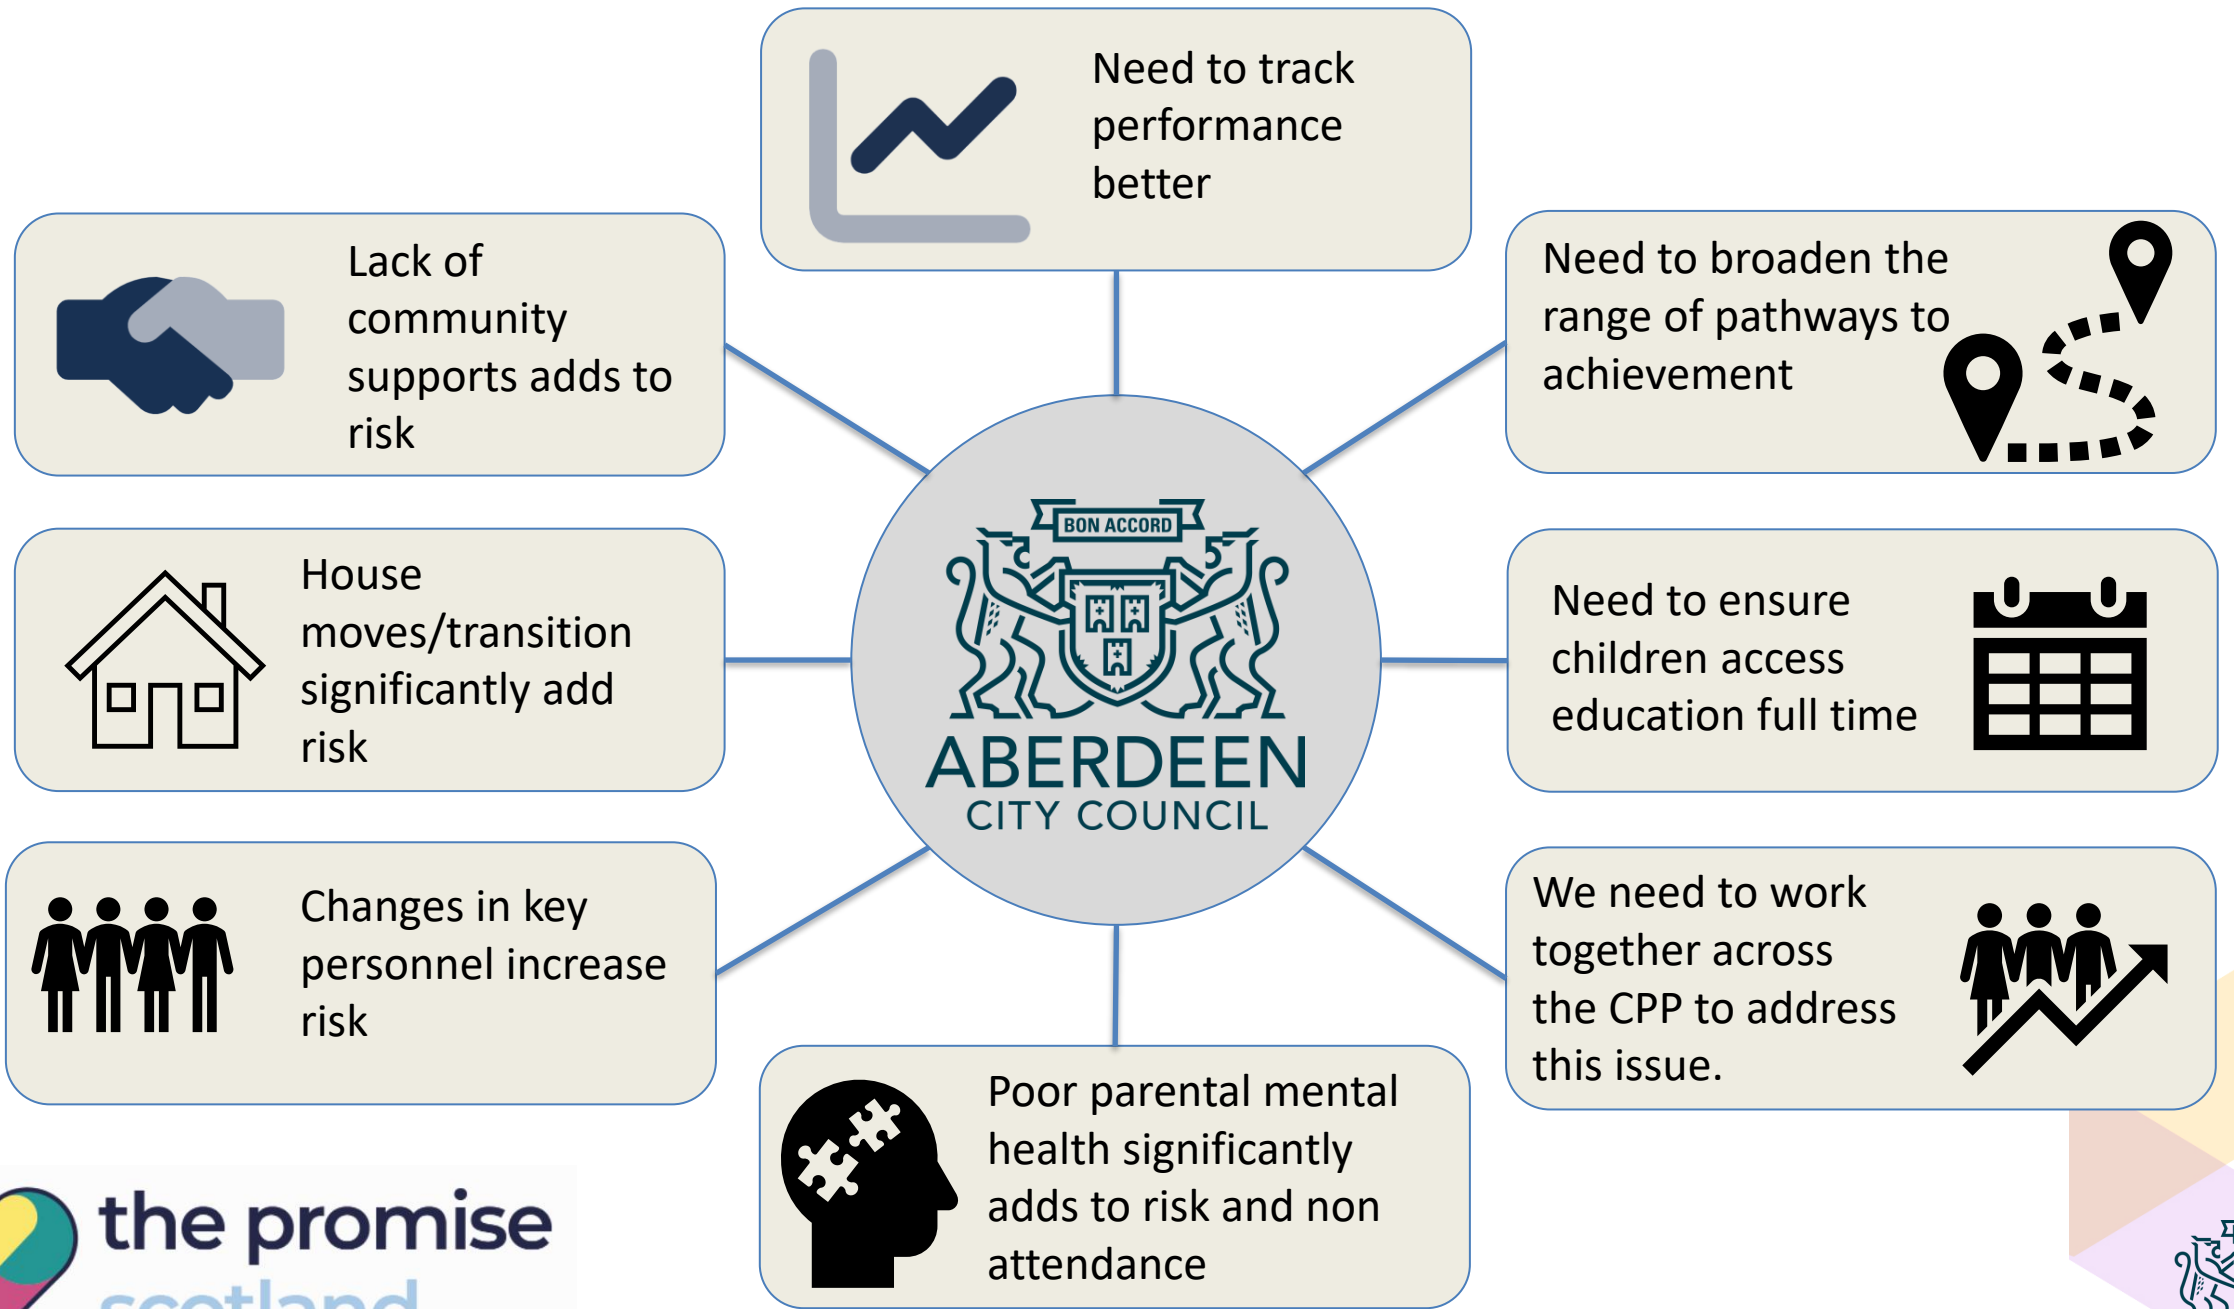 Need to track
performance
better
Lack of
community
supports adds to
risk
Need to broaden the
range of pathways to
achievement
House
moves/transition
significantly add
risk
BON ACCORD
ABERDEEN
CITY COUNCIL
Need to ensure
children access
education full time
Changes in key
personnel increase
risk
We need to work
together across
the CPP to address
this issue.
Poor parental mental
health significantly
adds to risk and non
attendance
the promise
scotland